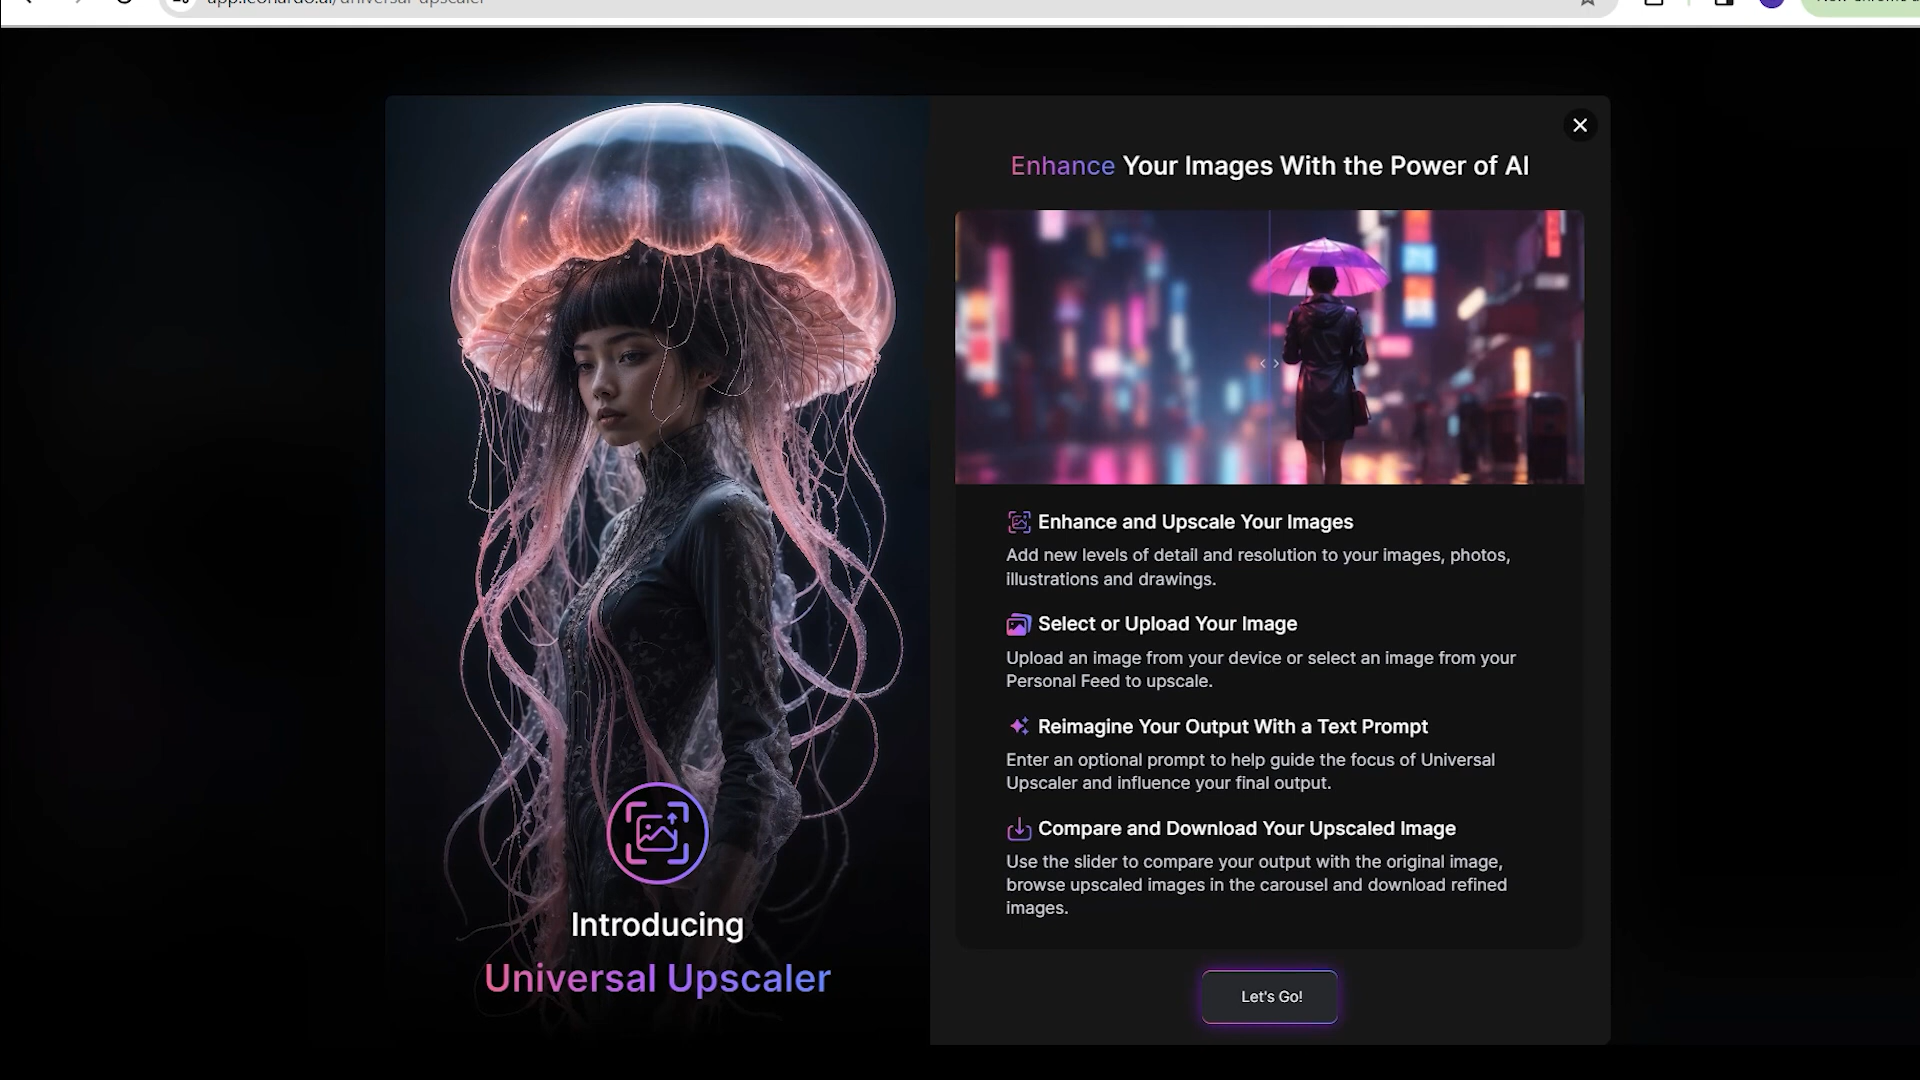 app.leonardo.ai/universal-upscaler
Enhance Your Images With the Power of AI
Enhance and Upscale Your Images
Add new levels of detail and resolution to your images, photos,
illustrations and drawings.
Select or Upload Your Image
Upload an image from your device or select an image from your
Personal Feed to upscale.
Reimagine Your Output With a Text Prompt
Enter an optional prompt to help guide the focus of Universal
Upscaler and influence your final output.
Compare and Download Your Upscaled Image
Use the slider to compare your output with the original image,
browse upscaled images in the carousel and download refined
images.
Let's Go!
Introducing
Universal Upscaler